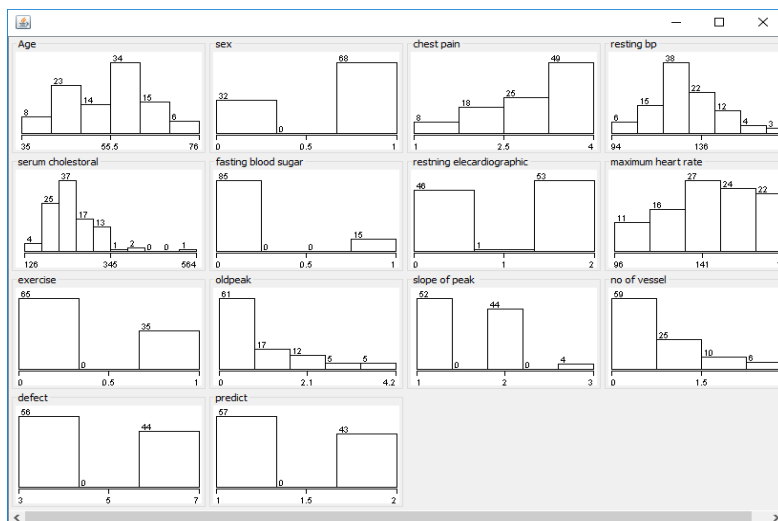 Age
8 23 14 34 15 6
35 55.5 76
sex
32 0 68
0 0.5 1
chest pain
8 18 25 49
1 2.5 4
resting bp
6 15 38 22 12 4 3
94 136
serum cholestoral
4 25 37 17 13 1 2 0 0 1
126 345 564
fasting blood sugar
85 0 0 15
0 0.5 1
restning elecardiographic
46 1 53
0 1 2
maximum heart rate
11 16 27 24 22
96 141
exercise
65 0 35
0 0.5 1
oldpeak
61 17 12 5 5
0 2.1 4.2
slope of peak
52 0 44 0 4
1 2 3
no of vessel
59 25 10 6
0 1.5
defect
56 0 44
3 5 7
predict
57 0 43
1 1.5 2